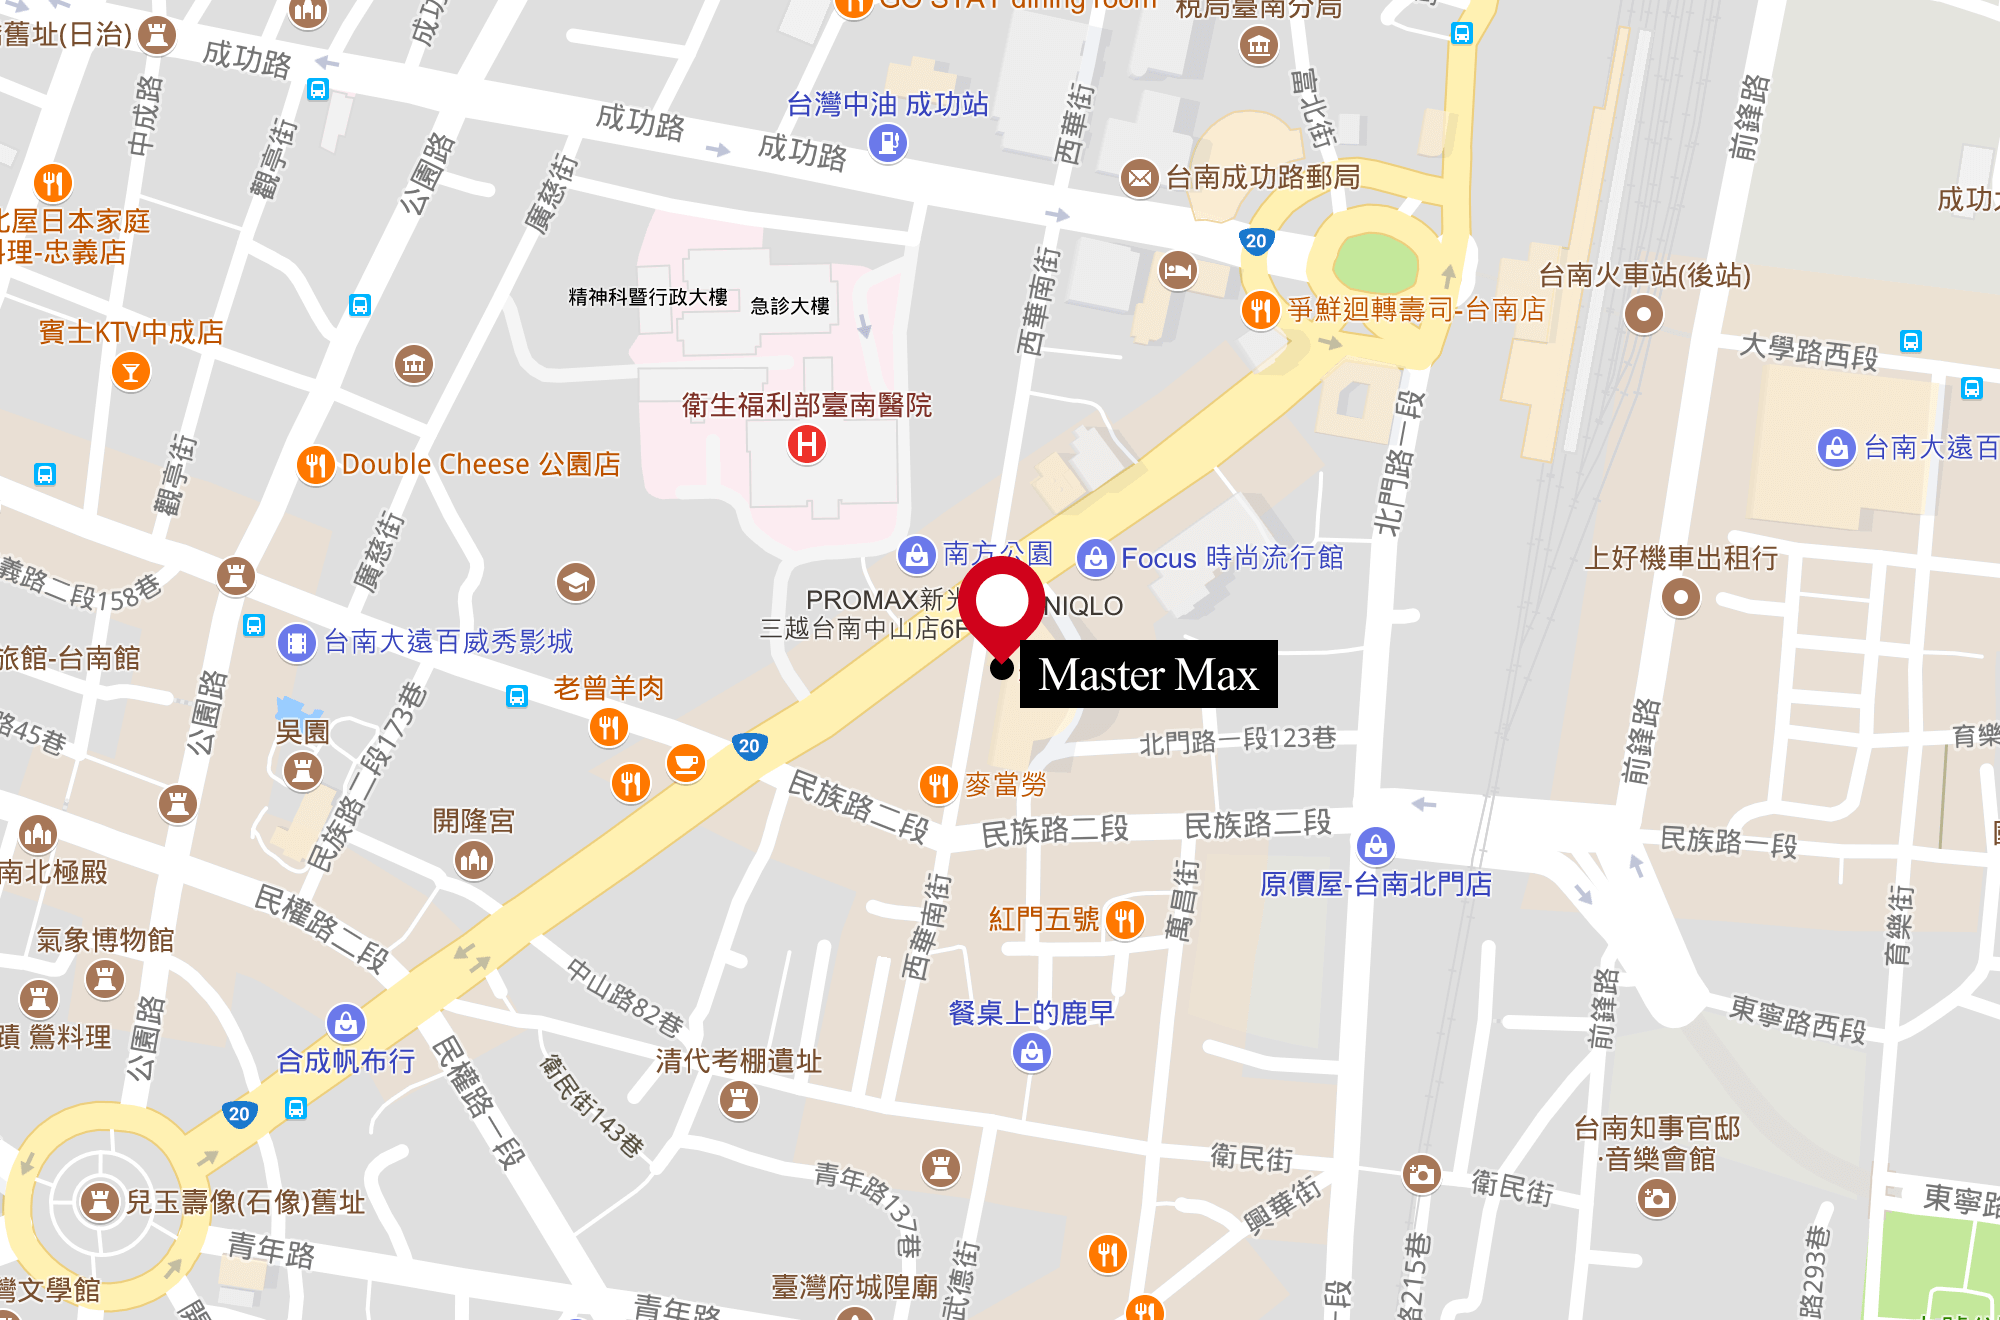 GO STAY dining room
稅局臺南分局
舊址(日治)
成功路
成功路
成功路
成功路
中成路
觀亭街
公園路
廣慈街
台灣中油 成功站
西華街
富北街
前鋒路
台南成功路郵局
成功
屋日本家庭
理-忠義店
20
精神科暨行政大樓
急診大樓
西華南街
爭鮮迴轉壽司-台南店
台南火車站(後站)
賓士KTV中成店
大學路西段
衛生福利部臺南醫院
北門路一段
台南大遠百
Double Cheese 公園店
觀亭街
廣慈街
南方公園
Focus 時尚流行館
上好機車出租行
義路二段158巷
PROMAX新光
三越台南中山店6F
NIQLO
台南大遠百威秀影城
旅館-台南館
Master Max
公園路
老曾羊肉
路45巷
吳園
民族路二段173巷
20
北門路一段123巷
前鋒路
育樂
民族路二段
麥當勞
開隆宮
民族路二段
民族路二段
民族路一段
南北極殿
原價屋-台南北門店
民權路二段
西華南街
萬昌街
紅門五號
育樂街
氣象博物館
中山路82巷
餐桌上的鹿早
前鋒路
東寧路西段
鶯料理
公園路
合成帆布行
民權路一段
衛民街143巷
清代考棚遺址
20
台南知事官邸
·音樂會館
衛民街
衛民街
青年路137巷
兒玉壽像(石像)舊址
興華街
東寧路
青年路
武德街
路215巷
路293巷
灣文學館
臺灣府城隍廟
青年路
一段